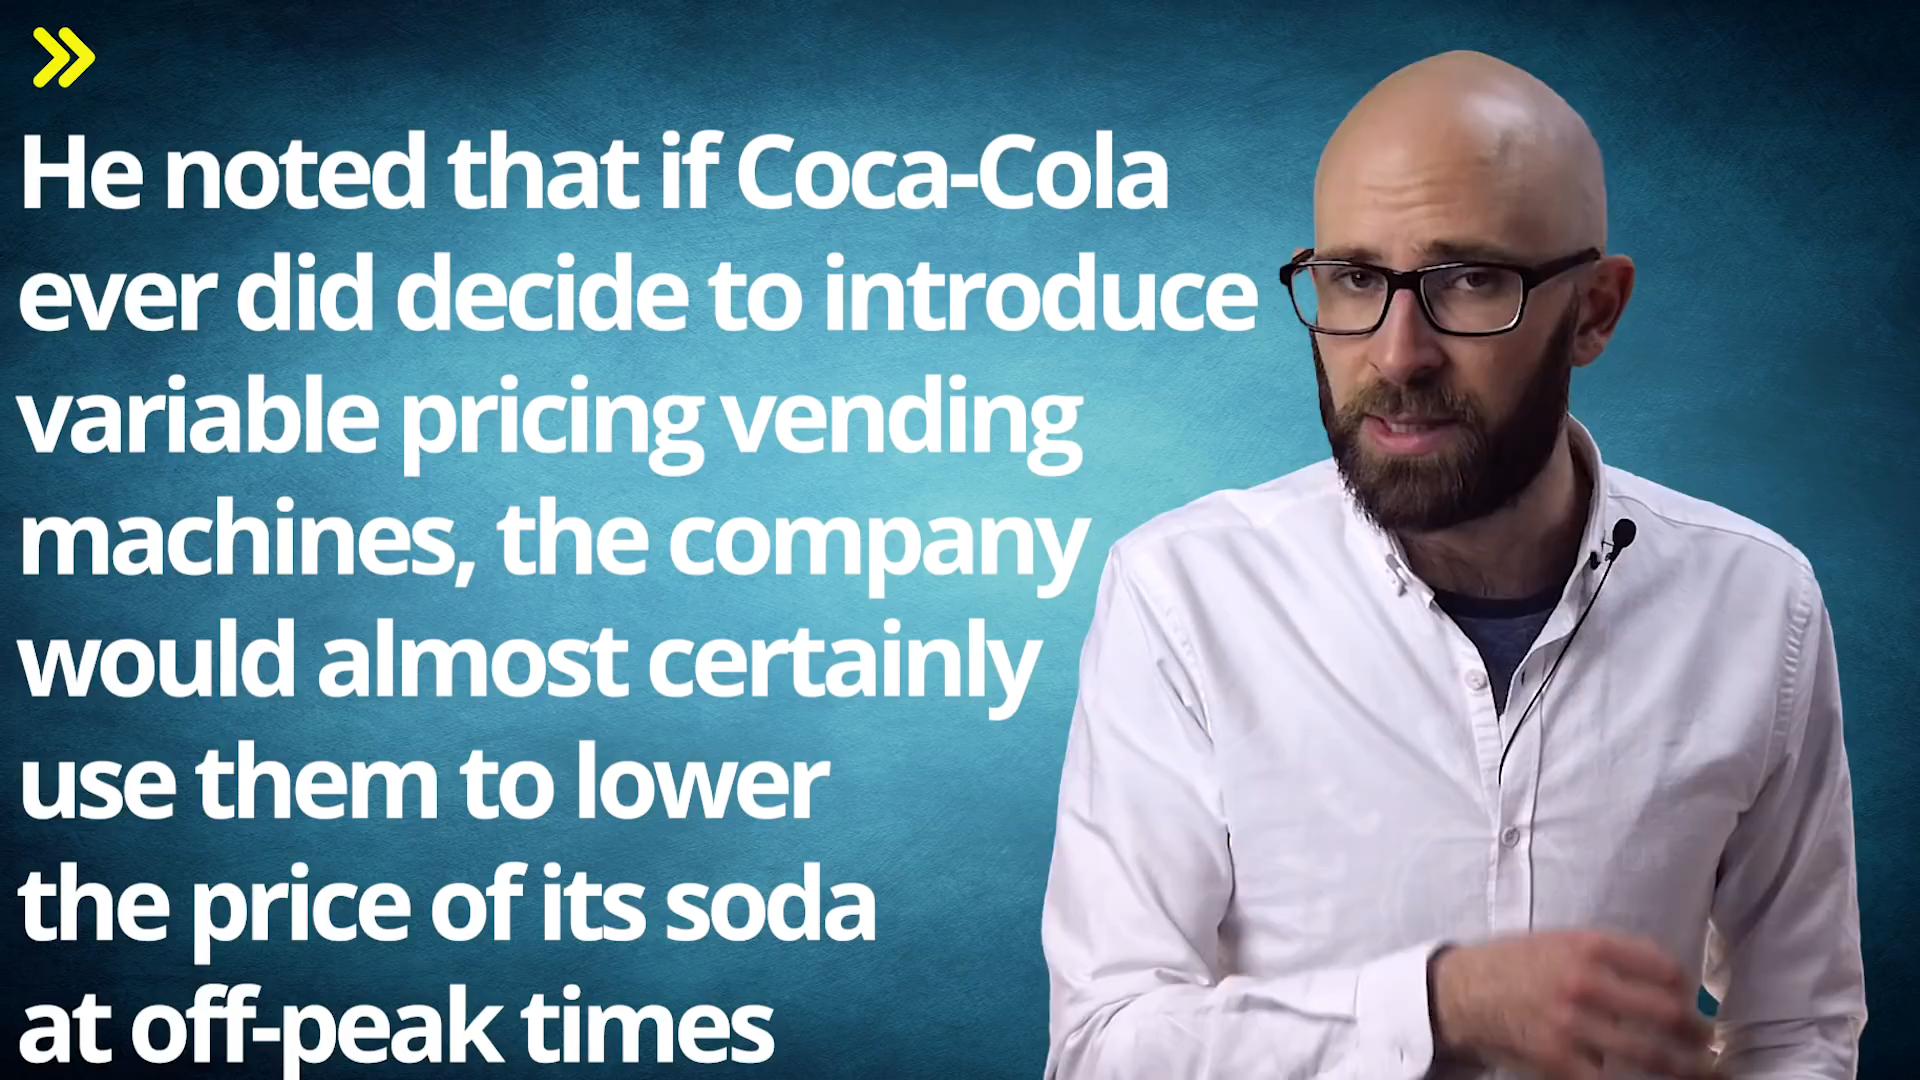 He noted that if Coca-Cola
ever did decide to introduce
variable pricing vending
machines, the company
would almost certainly
use them to lower
the price of its soda
at off-peak times